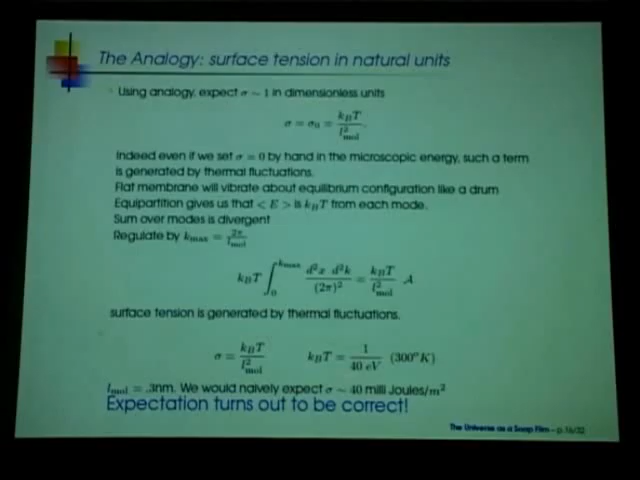 The Analogy: surface tension in natural units
Using analogy, expect σ ∼ 1 in dimensionless units
σ = σ₀ = k_BT / l²_mol.
Indeed even if we set σ = 0 by hand in the microscopic energy, such a term
is generated by thermal fluctuations.
Flat membrane will vibrate about equilibrium configuration like a drum
Equipartition gives us that < E > is k_BT from each mode.
Sum over modes is divergent
Regulate by k_max = 2π / l_mol
k_BT ∫₀^{k_max} d²x d²k / (2π)² = k_BT / l²_mol A
surface tension is generated by thermal fluctuations.
σ = k_BT / l²_mol    k_BT = 1 / 40 eV (300°K)
l_mol = .3nm. We would naively expect σ ∼ 40 milli Joules/m²
Expectation turns out to be correct!
The Universe as a Soap Film – p.16/32